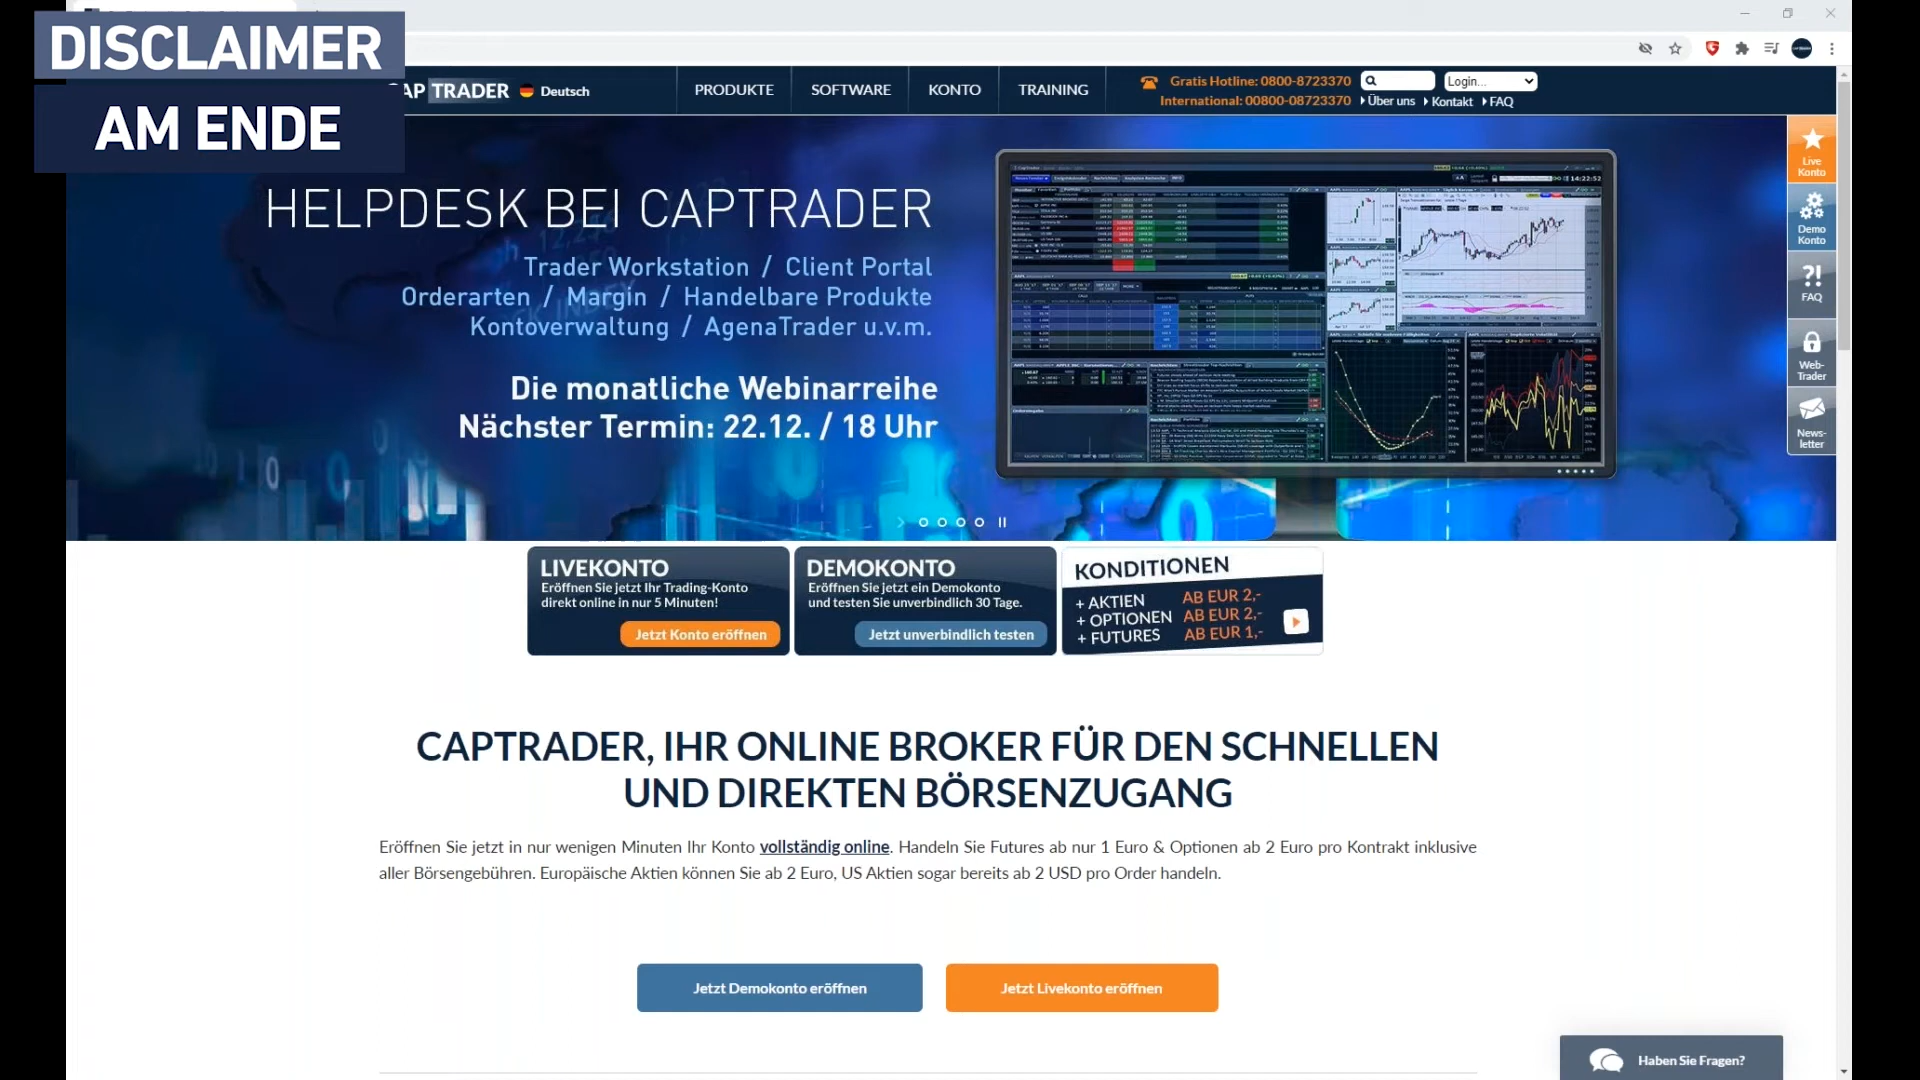 DISCLAIMER
AM ENDE
AP TRADER
Deutsch
PRODUKTE
SOFTWARE
KONTO
TRAINING
Gratis Hotline: 0800-8723370
International: 00800-08723370
Login...
Über uns
Kontakt
FAQ
HELPDESK BEI CAPTRADER
Trader Workstation / Client Portal
Orderarten / Margin / Handelbare Produkte
Kontoverwaltung / AgenaTrader u.v.m.
Die monatliche Webinarreihe
Nächster Termin: 22.12. / 18 Uhr
14:22:52
Live
Konto
Demo
Konto
?!
FAQ
Web-
Trader
News-
letter
LIVEKONTO
Eröffnen Sie jetzt Ihr Trading-Konto
direkt online in nur 5 Minuten!
Jetzt Konto eröffnen
DEMOKONTO
Eröffnen Sie jetzt ein Demokonto
und testen Sie unverbindlich 30 Tage.
Jetzt unverbindlich testen
KONDITIONEN
+ AKTIEN AB EUR 2,-
+ OPTIONEN AB EUR 2,-
+ FUTURES AB EUR 1,-
CAPTRADER, IHR ONLINE BROKER FÜR DEN SCHNELLEN
UND DIREKTEN BÖRSENZUGANG
Eröffnen Sie jetzt in nur wenigen Minuten Ihr Konto vollständig online. Handeln Sie Futures ab nur 1 Euro & Optionen ab 2 Euro pro Kontrakt inklusive
aller Börsengebühren. Europäische Aktien können Sie ab 2 Euro, US Aktien sogar bereits ab 2 USD pro Order handeln.
Jetzt Demokonto eröffnen
Jetzt Livekonto eröffnen
Haben Sie Fragen?